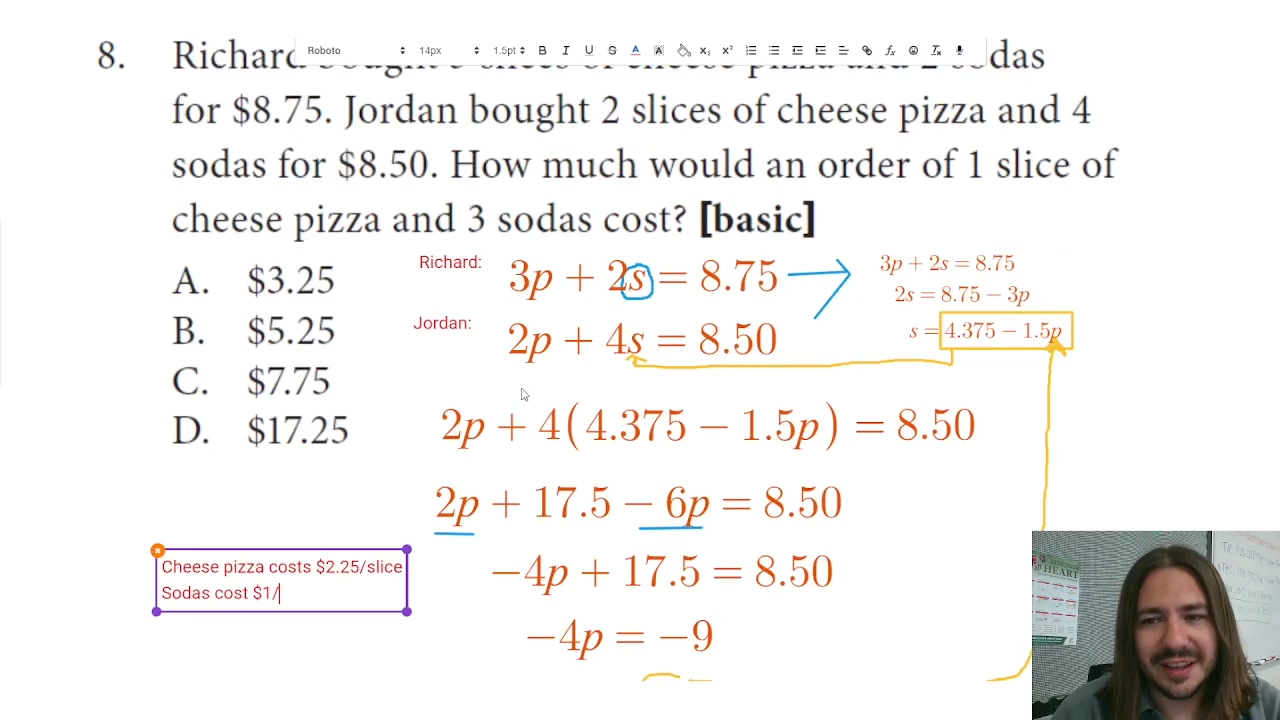 Roboto 14px 1.5pt B I U S A A X₂ X² fx
8. Richard
das
for $8.75. Jordan bought 2 slices of cheese pizza and 4
sodas for $8.50. How much would an order of 1 slice of
cheese pizza and 3 sodas cost? [basic]
A. $3.25
B. $5.25
C. $7.75
D. $17.25
Richard: 3p + 2s = 8.75
Jordan: 2p + 4s = 8.50
3p + 2s = 8.75
2s = 8.75 − 3p
s = 4.375 − 1.5p
2p + 4(4.375 − 1.5p) = 8.50
2p + 17.5 − 6p = 8.50
−4p + 17.5 = 8.50
−4p = −9
Cheese pizza costs $2.25/slice
Sodas cost $1/
HEART